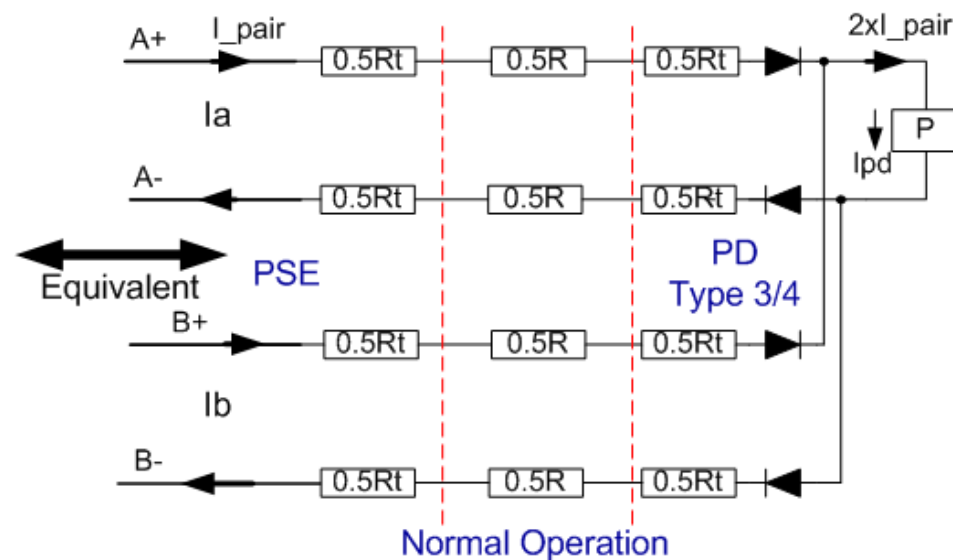 A+ I_pair 0.5Rt 0.5R 0.5Rt 2xI_pair
Ia
P
Ipd
A- 0.5Rt 0.5R 0.5Rt
Equivalent
PSE
PD
Type 3/4
B+ 0.5Rt 0.5R 0.5Rt
Ib
B- 0.5Rt 0.5R 0.5Rt
Normal Operation